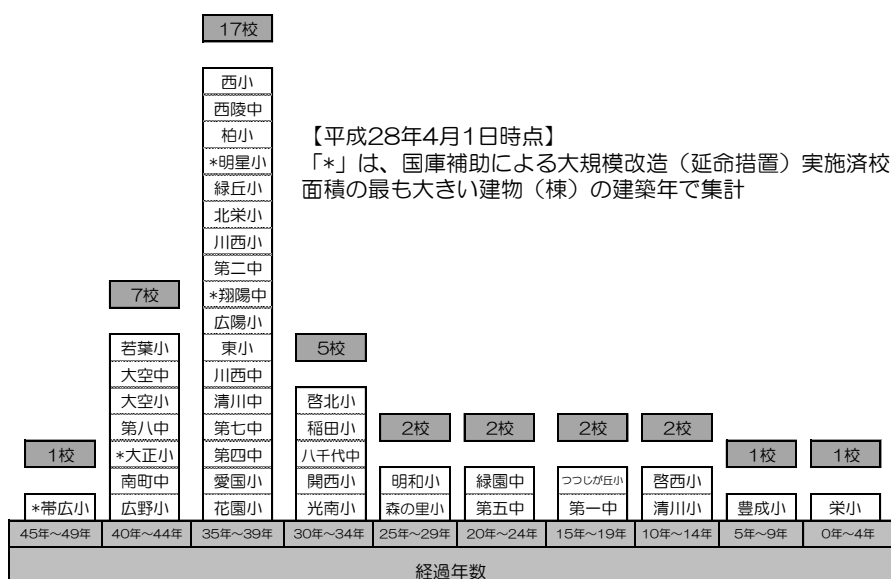 17校
西小
西陵中
柏小
*明星小
緑丘小
北栄小
川西小
第二中
*翔陽中
広陽小
東小
川西中
清川中
第七中
第四中
愛国小
花園小
【平成28年4月1日時点】
「*」は、国庫補助による大規模改造（延命措置）実施済校
面積の最も大きい建物（棟）の建築年で集計
7校
若葉小
大空中
大空小
第八中
*大正小
南町中
広野小
5校
啓北小
稲田小
八千代中
開西小
光南小
1校
*帯広小
2校
明和小
森の里小
2校
緑園中
第五中
2校
つつじが丘小
第一中
2校
啓西小
清川小
1校
豊成小
1校
栄小
45年～49年 40年～44年 35年～39年 30年～34年 25年～29年 20年～24年 15年～19年 10年～14年 5年～9年 0年～4年
経過年数